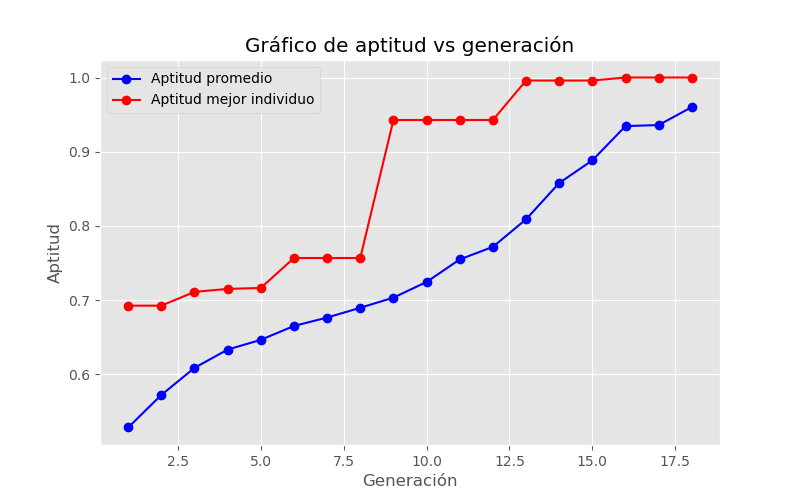 Gráfico de aptitud vs generación
Aptitud promedio
Aptitud mejor individuo
1.0
0.9
0.8
0.7
0.6
Aptitud
2.5 5.0 7.5 10.0 12.5 15.0 17.5
Generación